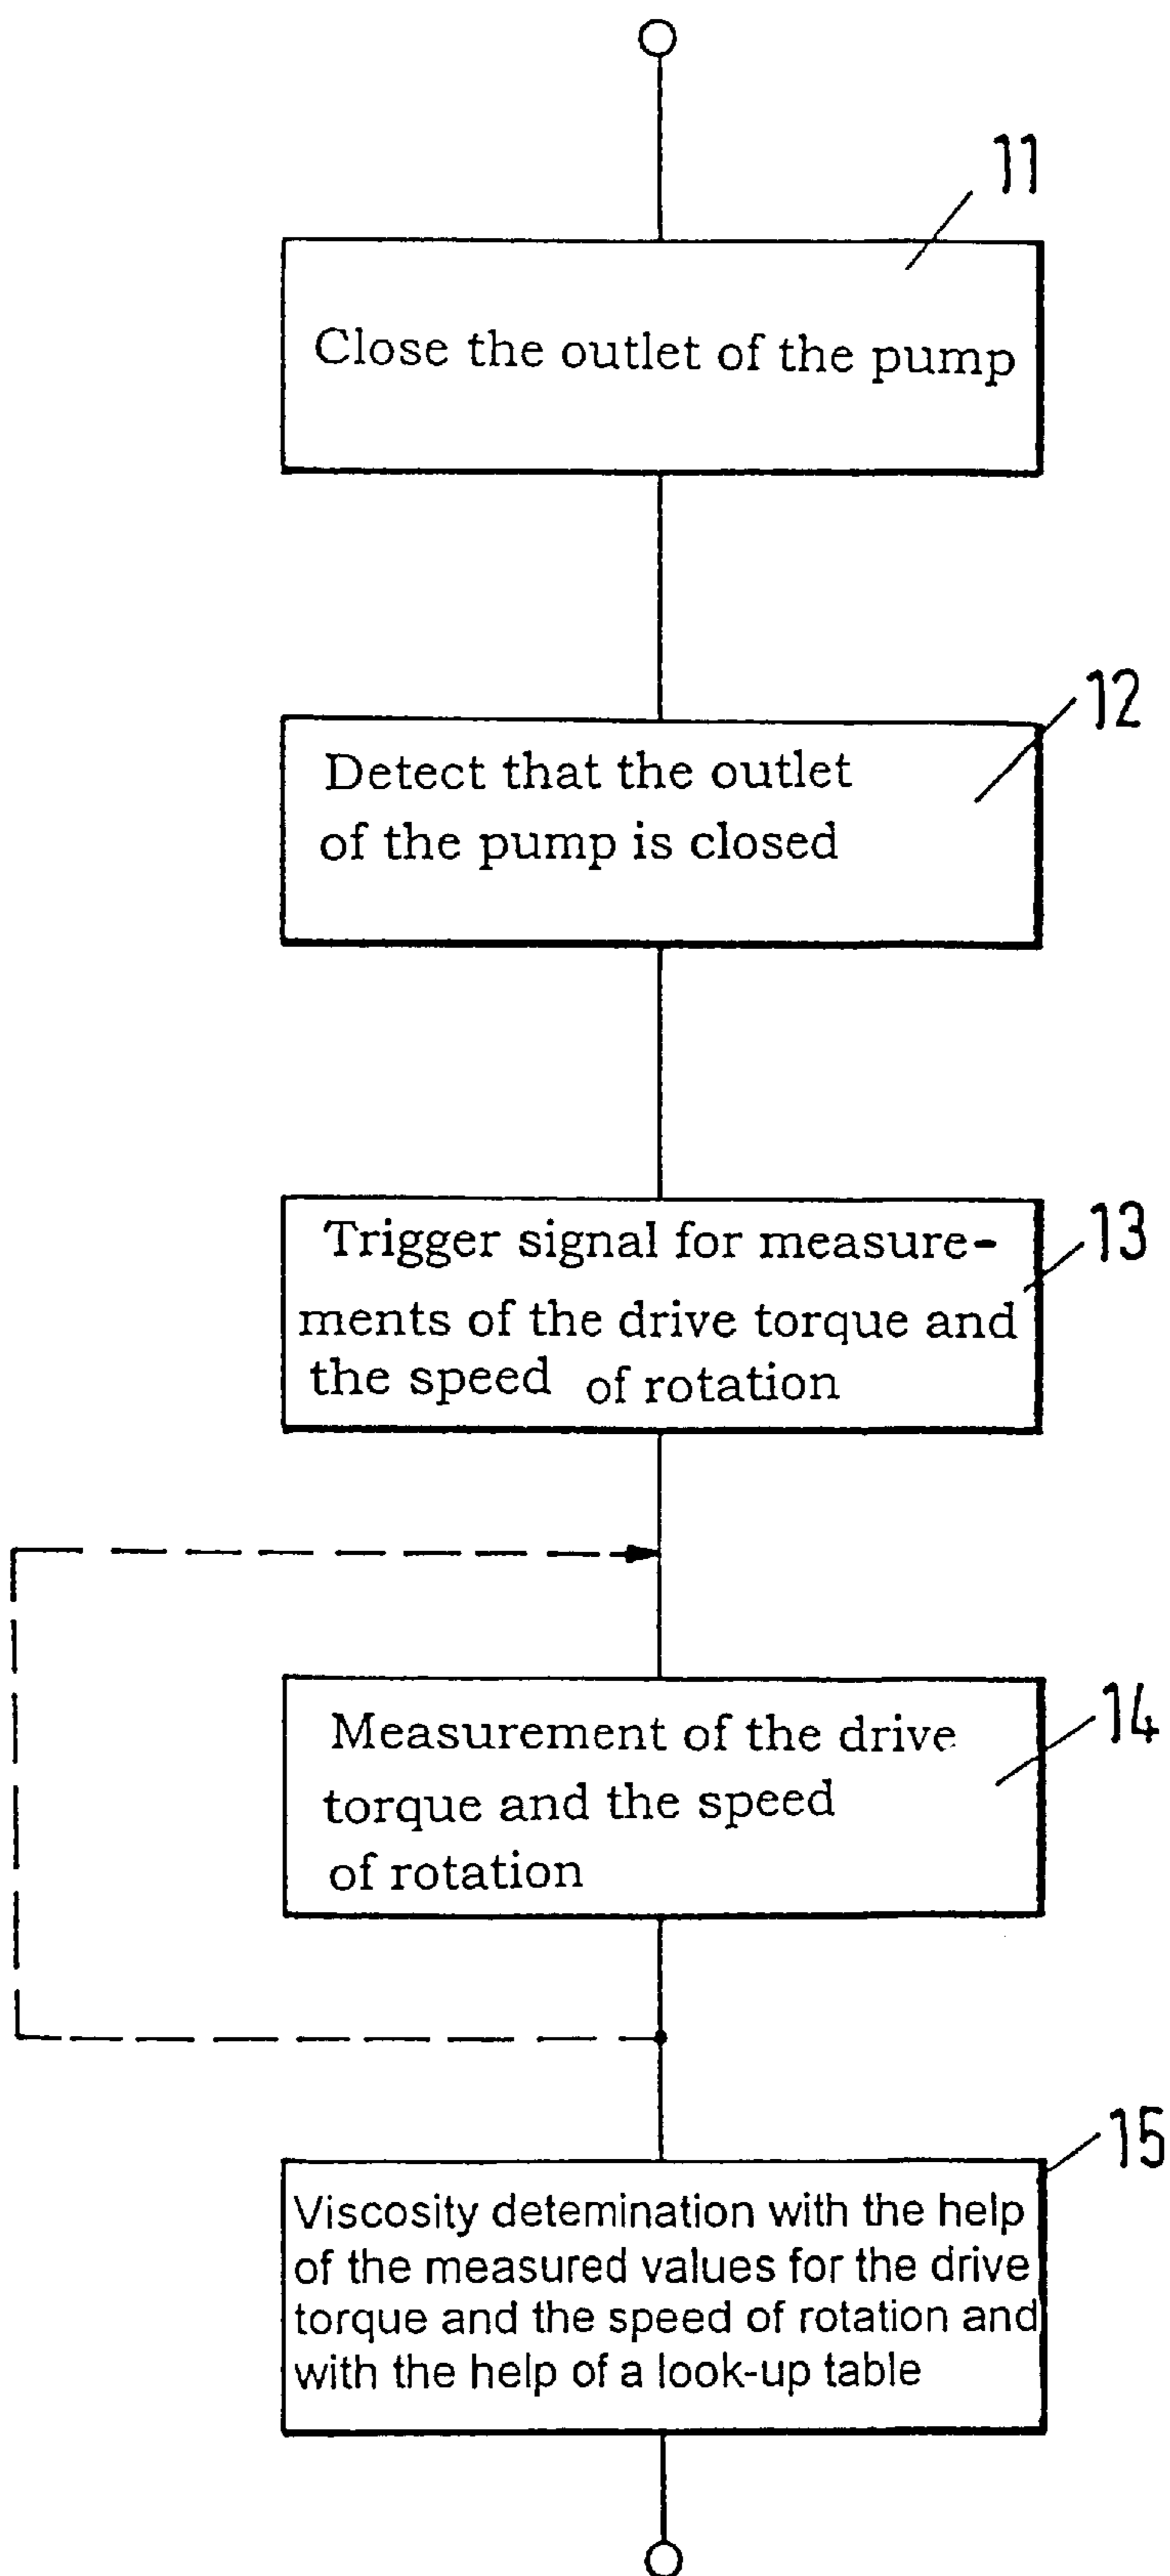 11
Close the outlet of the pump
12
Detect that the outlet
of the pump is closed
13
Trigger signal for measure-
ments of the drive torque and
the speed of rotation
14
Measurement of the drive
torque and the speed
of rotation
15
Viscosity detemination with the help
of the measured values for the drive
torque and the speed of rotation and
with the help of a look-up table